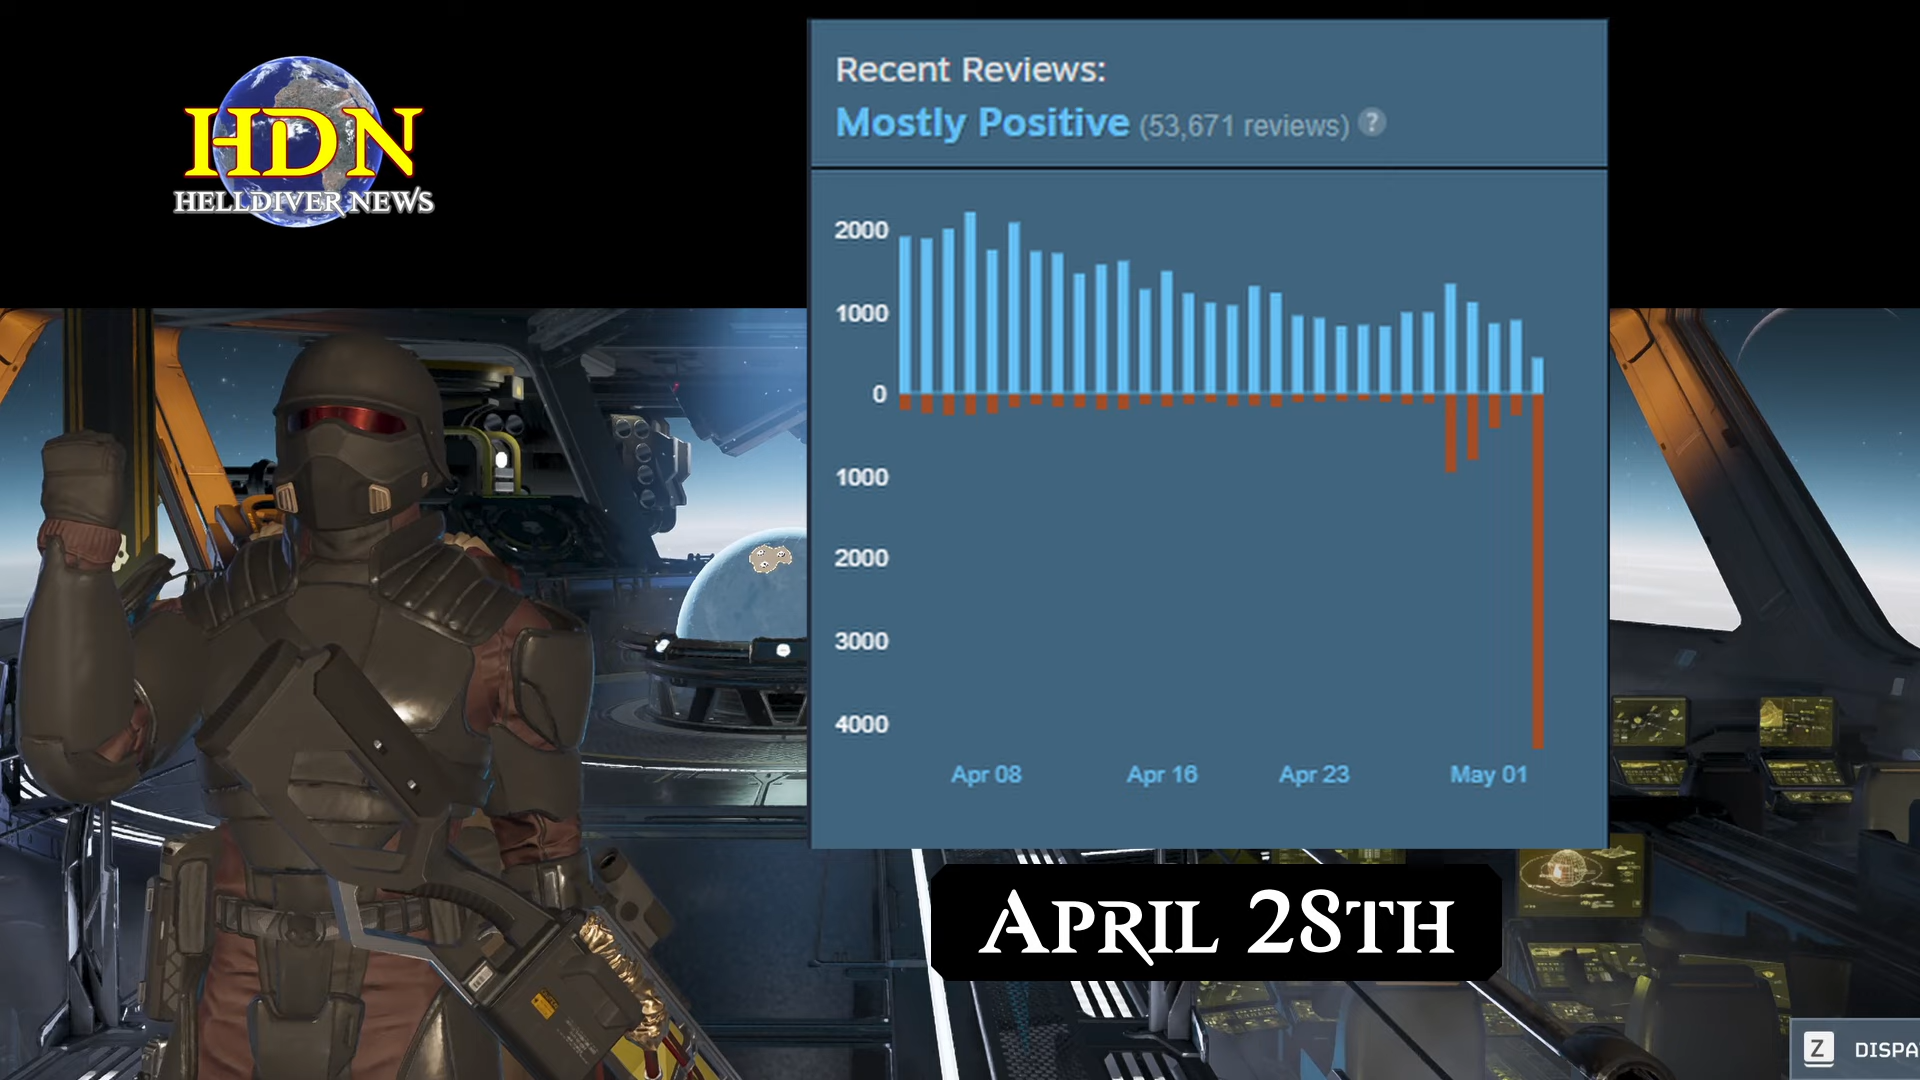 HDN
HELLDIVER NEWS
Recent Reviews:
Mostly Positive (53,671 reviews) ?
2000
1000
0
1000
2000
3000
4000
Apr 08 Apr 16 Apr 23 May 01
APRIL 28TH
Z DISPA